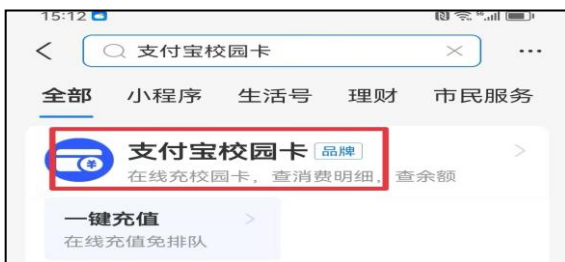 15:12
支付宝校园卡
全部 小程序 生活号 理财 市民服务
支付宝校园卡 品牌
在线充校园卡，查消费明细，查余额
一键充值
在线充值免排队